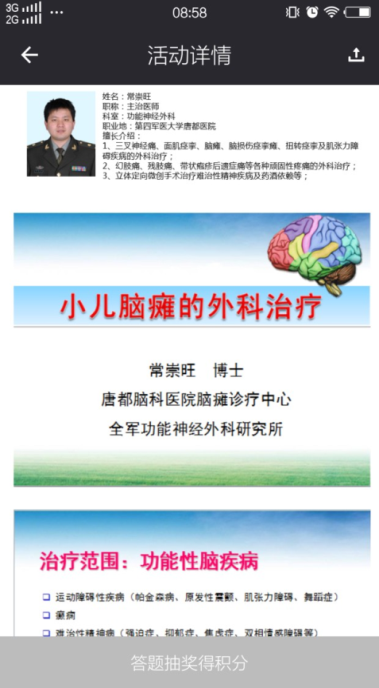 3G
2G
08:58
活动详情
姓名：常崇旺
职称：主治医师
科室：功能神经外科
职业地：第四军医大学唐都医院
擅长介绍：
1、三叉神经痛、面肌痉挛、脑瘫、脑损伤痉挛瘫、扭转痉挛及肌张力障
碍疾病的外科治疗；
2、幻肢痛、残肢痛、带状疱疹后遗症痛等各种顽固性疼痛的外科治疗；
3、立体定向微创手术治疗难治性精神疾病及药酒依赖等；
小儿脑瘫的外科治疗
常崇旺 博士
唐都脑科医院脑瘫诊疗中心
全军功能神经外科研究所
治疗范围：功能性脑疾病
运动障碍性疾病（帕金森病、原发性震颤、肌张力障碍、舞蹈症）
癫痫
难治性精神病（强迫症、抑郁症、焦虑症、双相情感障碍等）
答题抽奖得积分